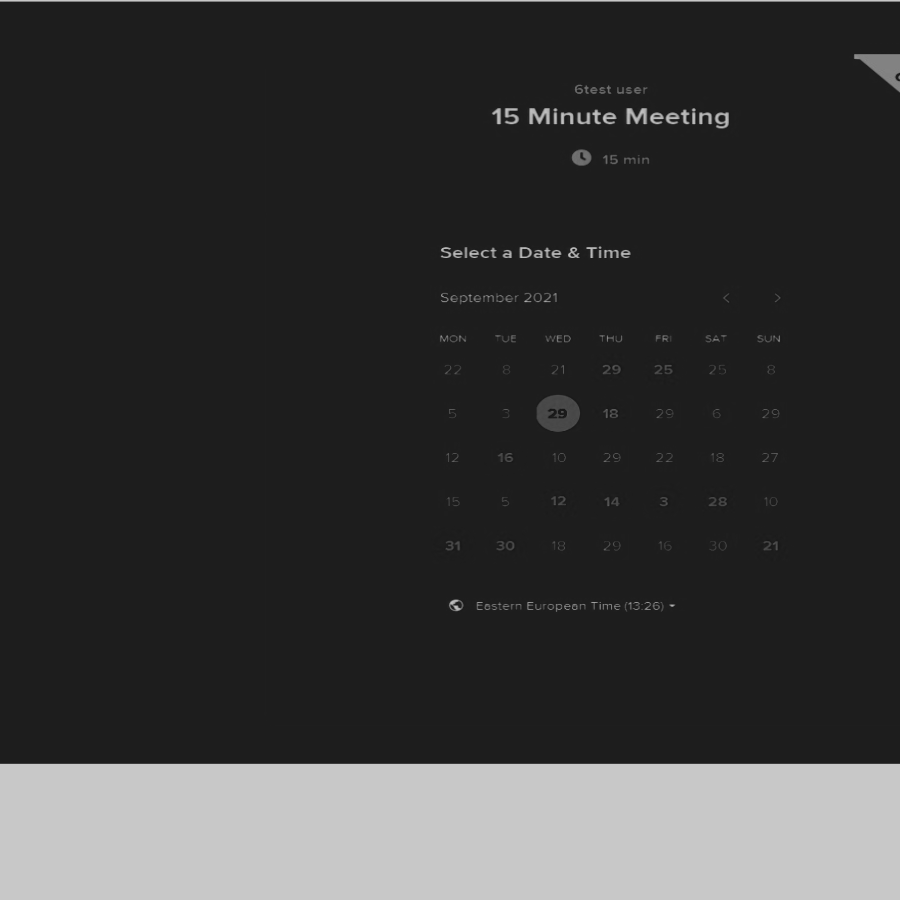 6test user
15 Minute Meeting
15 min
Select a Date & Time
September 2021
MON TUE WED THU FRI SAT SUN
22 8 21 29 25 25 8
5 3 29 18 29 6 29
12 16 10 29 22 18 27
15 5 12 14 3 28 10
31 30 18 29 16 30 21
Eastern European Time (13:26)